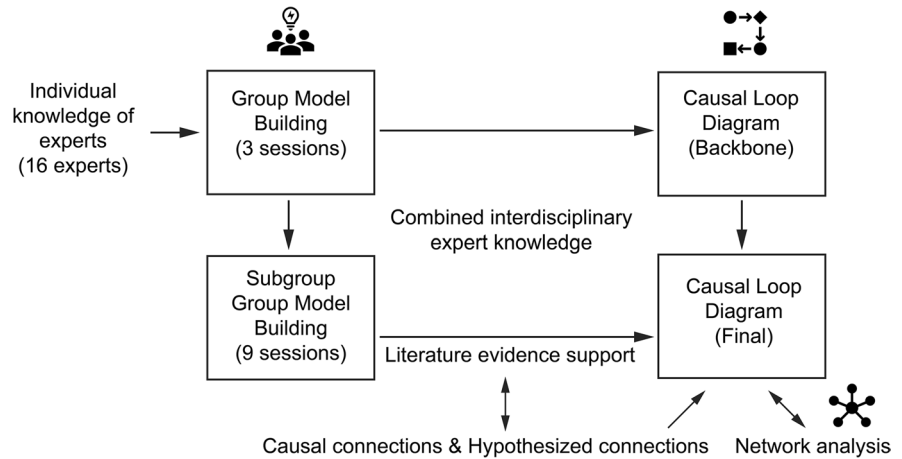 Individual
knowledge of
experts
(16 experts)
Group Model
Building
(3 sessions)
Causal Loop
Diagram
(Backbone)
Combined interdisciplinary
expert knowledge
Subgroup
Group Model
Building
(9 sessions)
Causal Loop
Diagram
(Final)
Literature evidence support
Causal connections & Hypothesized connections
Network analysis